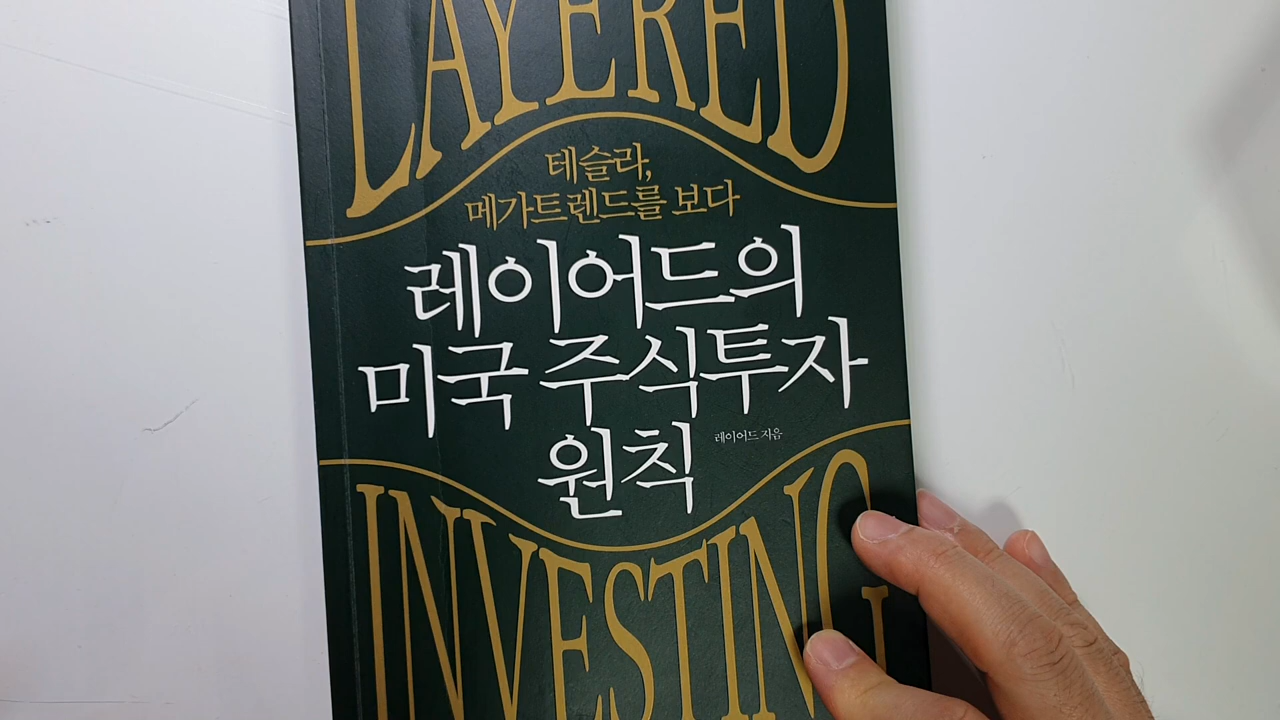 LAYERED
테슬라,
메가트렌드를 보다
레이어드의
미국 주식투자
원칙
레이어드 지음
INVESTING